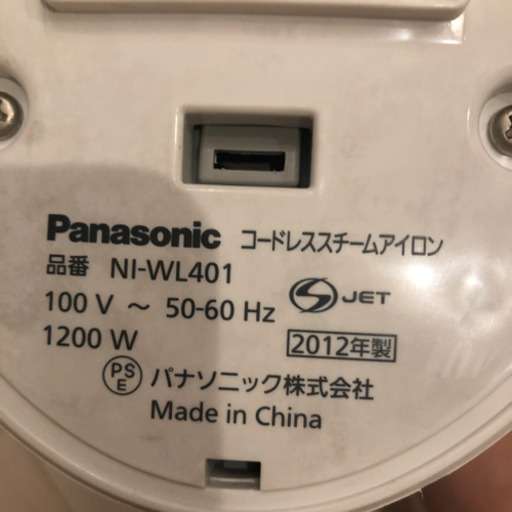 Panasonic コードレススチームアイロン
品番 NI-WL401
100 V ～ 50-60 Hz
S JET
1200 W
2012年製
PSE パナソニック株式会社
Made in China